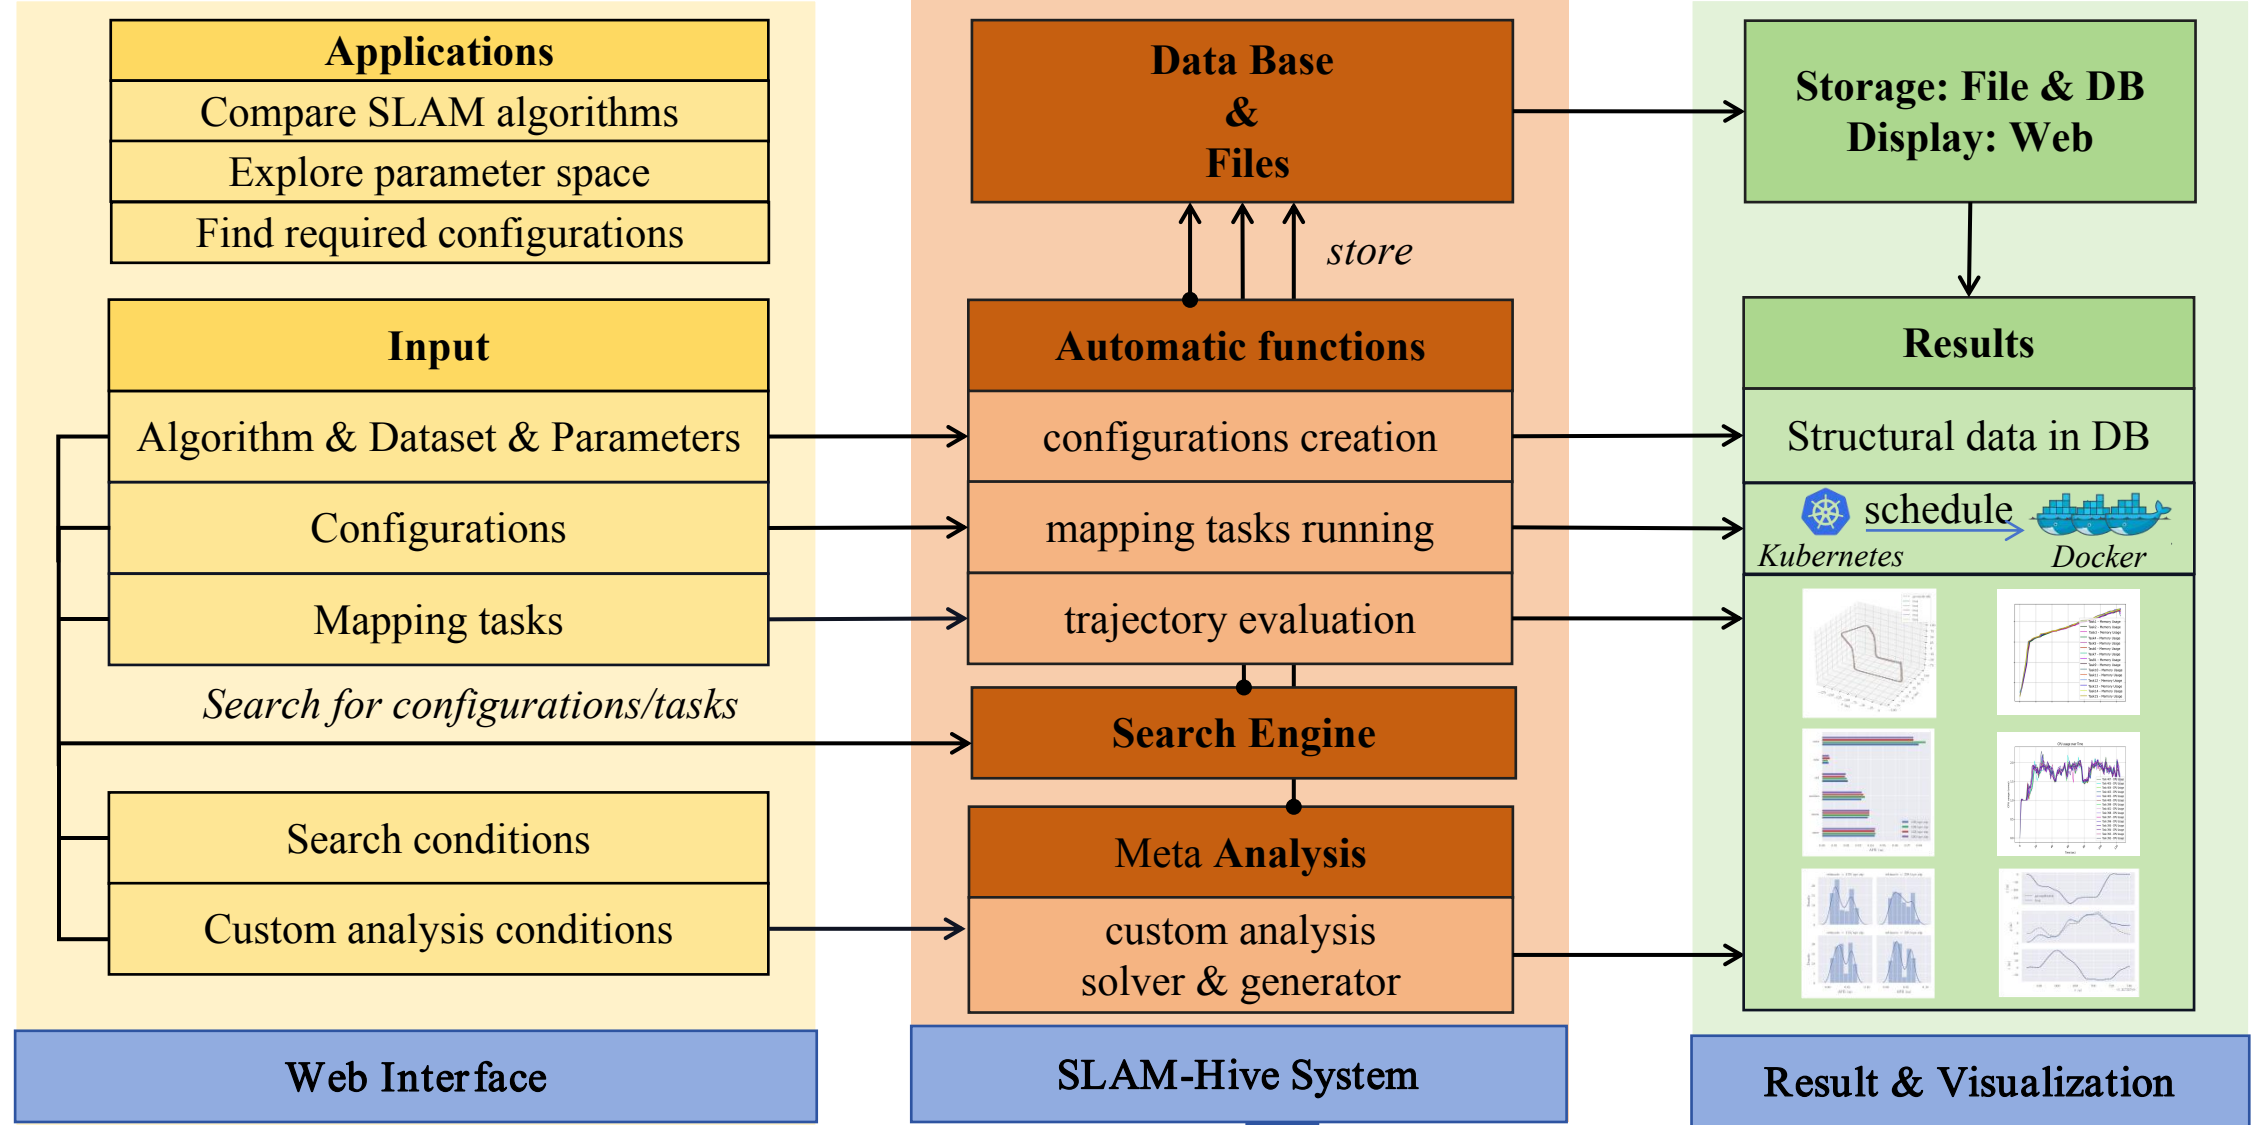 Applications
Compare SLAM algorithms
Explore parameter space
Find required configurations
Input
Algorithm & Dataset & Parameters
Configurations
Mapping tasks
Search for configurations/tasks
Search conditions
Custom analysis conditions
Web Interface
Data Base
&
Files
store
Automatic functions
configurations creation
mapping tasks running
trajectory evaluation
Search Engine
Meta Analysis
custom analysis
solver & generator
SLAM-Hive System
Storage: File & DB
Display: Web
Results
Structural data in DB
schedule
Kubernetes
Docker
Result & Visualization